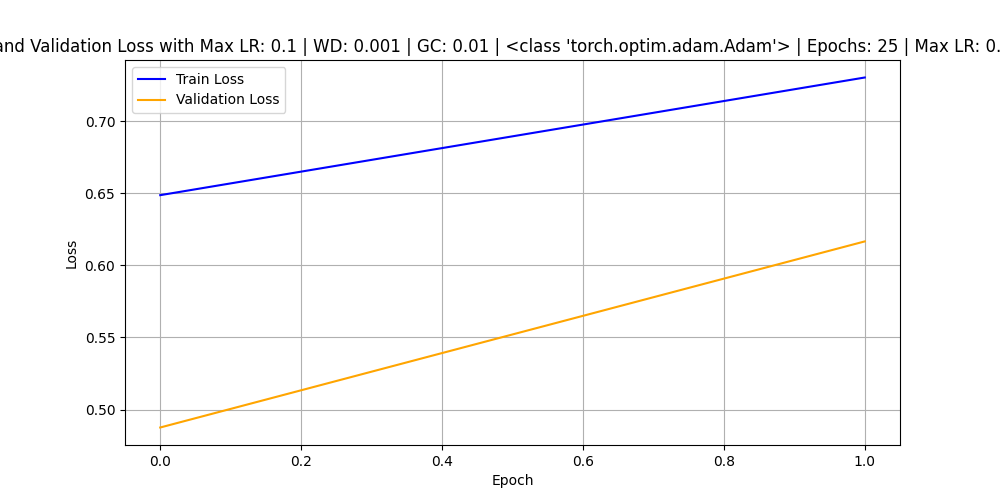 and Validation Loss with Max LR: 0.1 | WD: 0.001 | GC: 0.01 | <class 'torch.optim.adam.Adam'> | Epochs: 25 | Max LR: 0.
Train Loss
Validation Loss
0.70
0.65
0.60
0.55
0.50
Loss
0.0 0.2 0.4 0.6 0.8 1.0
Epoch